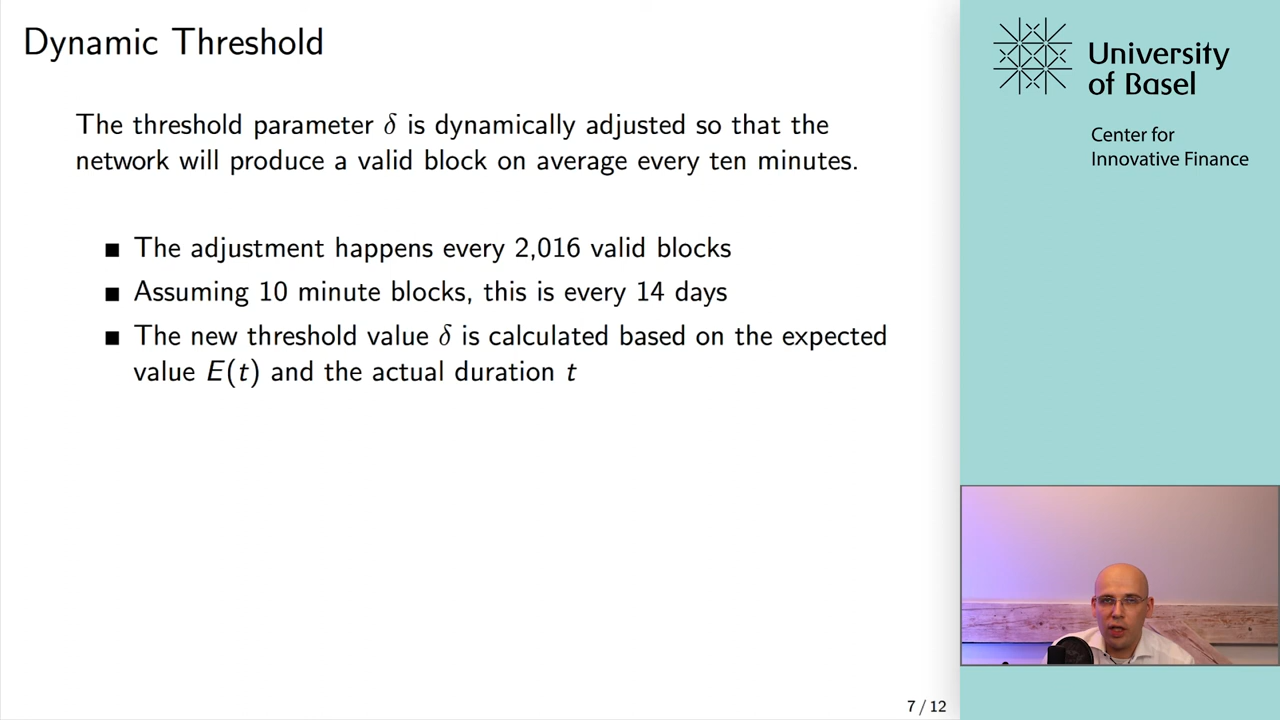 Dynamic Threshold
The threshold parameter δ is dynamically adjusted so that the
network will produce a valid block on average every ten minutes.
■ The adjustment happens every 2,016 valid blocks
■ Assuming 10 minute blocks, this is every 14 days
■ The new threshold value δ is calculated based on the expected
value E(t) and the actual duration t
7 / 12
University
of Basel
Center for
Innovative Finance